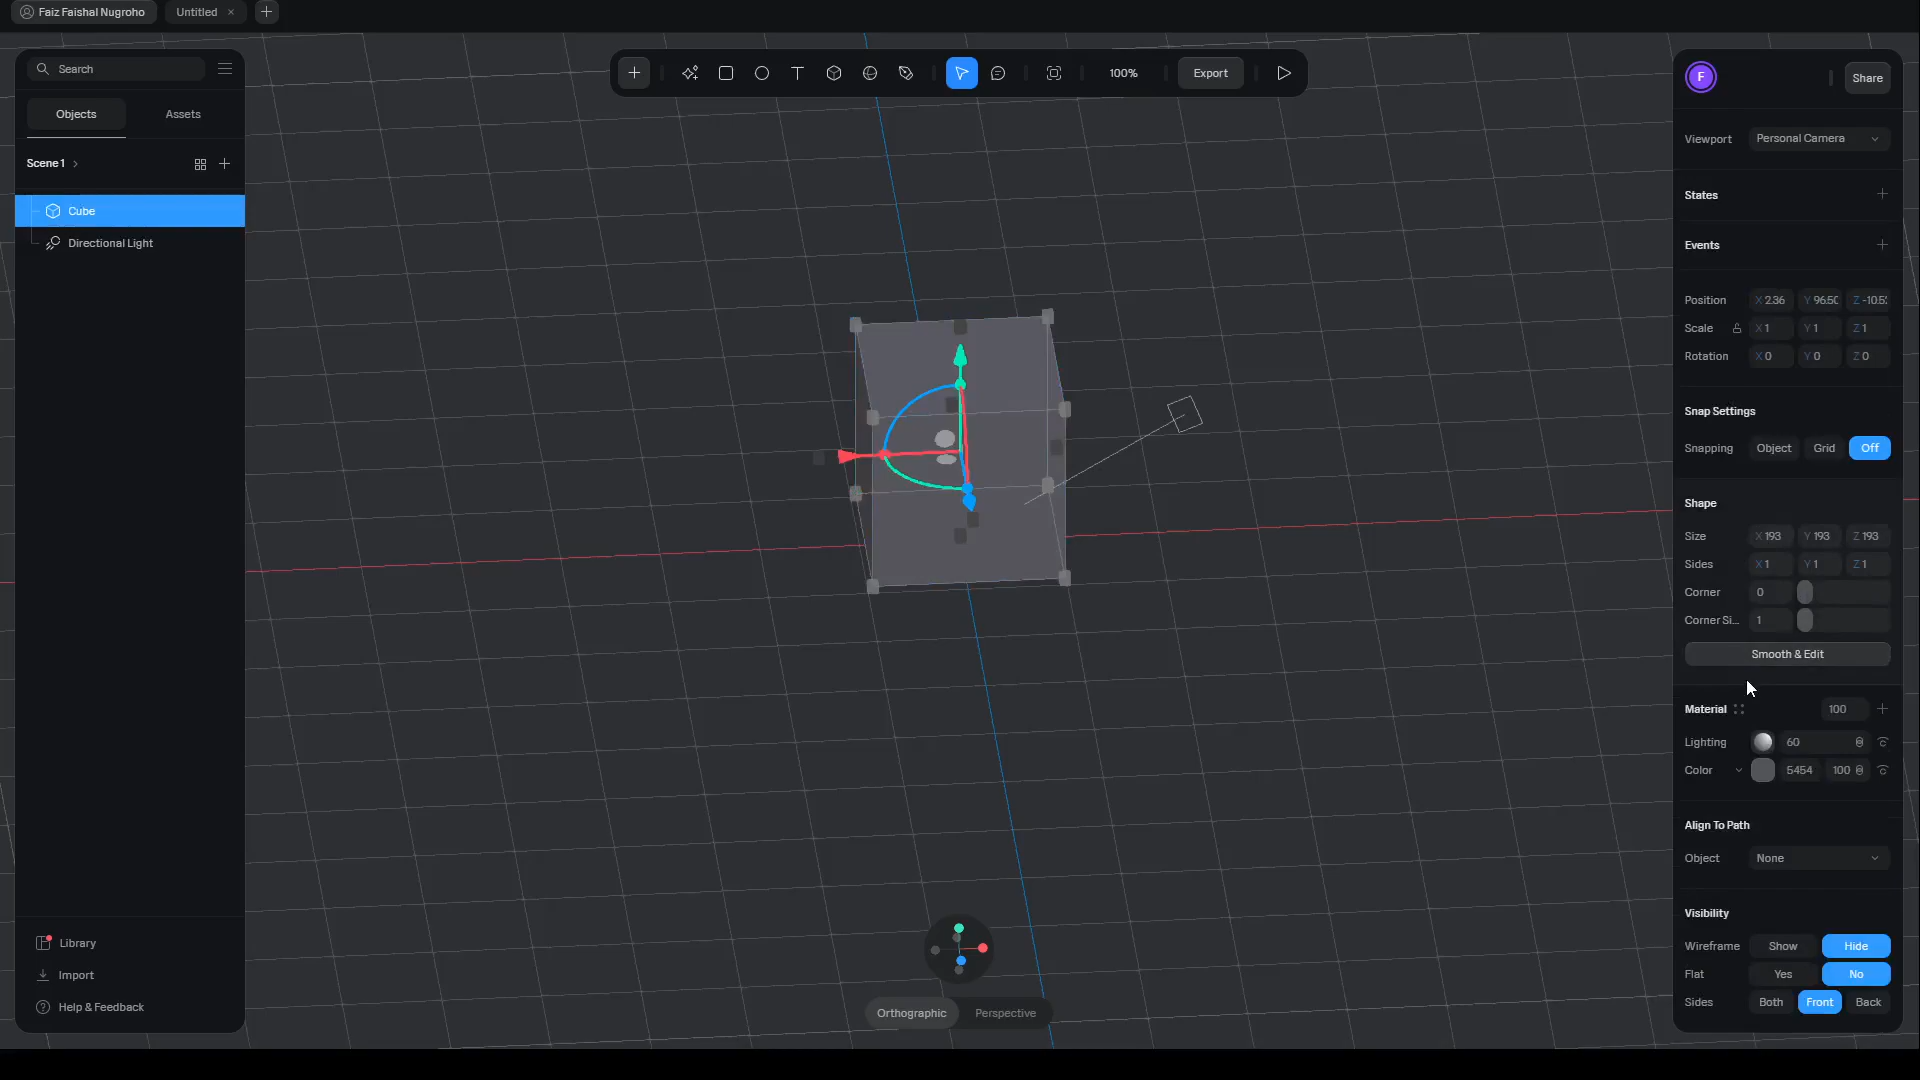 Faiz Faishal Nugroho
Untitled
Search
Objects
Assets
Scene 1
Cube
Directional Light
Library
Import
Help & Feedback
T
100%
Export
Orthographic
Perspective
F
Share
Viewport
Personal Camera
States
Events
Position X 2.36 Y 96.50 Z -10.52
Scale X 1 Y 1 Z 1
Rotation X 0 Y 0 Z 0
Snap Settings
Snapping Object Grid Off
Shape
Size X 193 Y 193 Z 193
Sides X 1 Y 1 Z 1
Corner 0
Corner Si... 1
Smooth & Edit
Material 100
Lighting 60
Color 5454 100
Align To Path
Object None
Visibility
Wireframe Show Hide
Flat Yes No
Sides Both Front Back